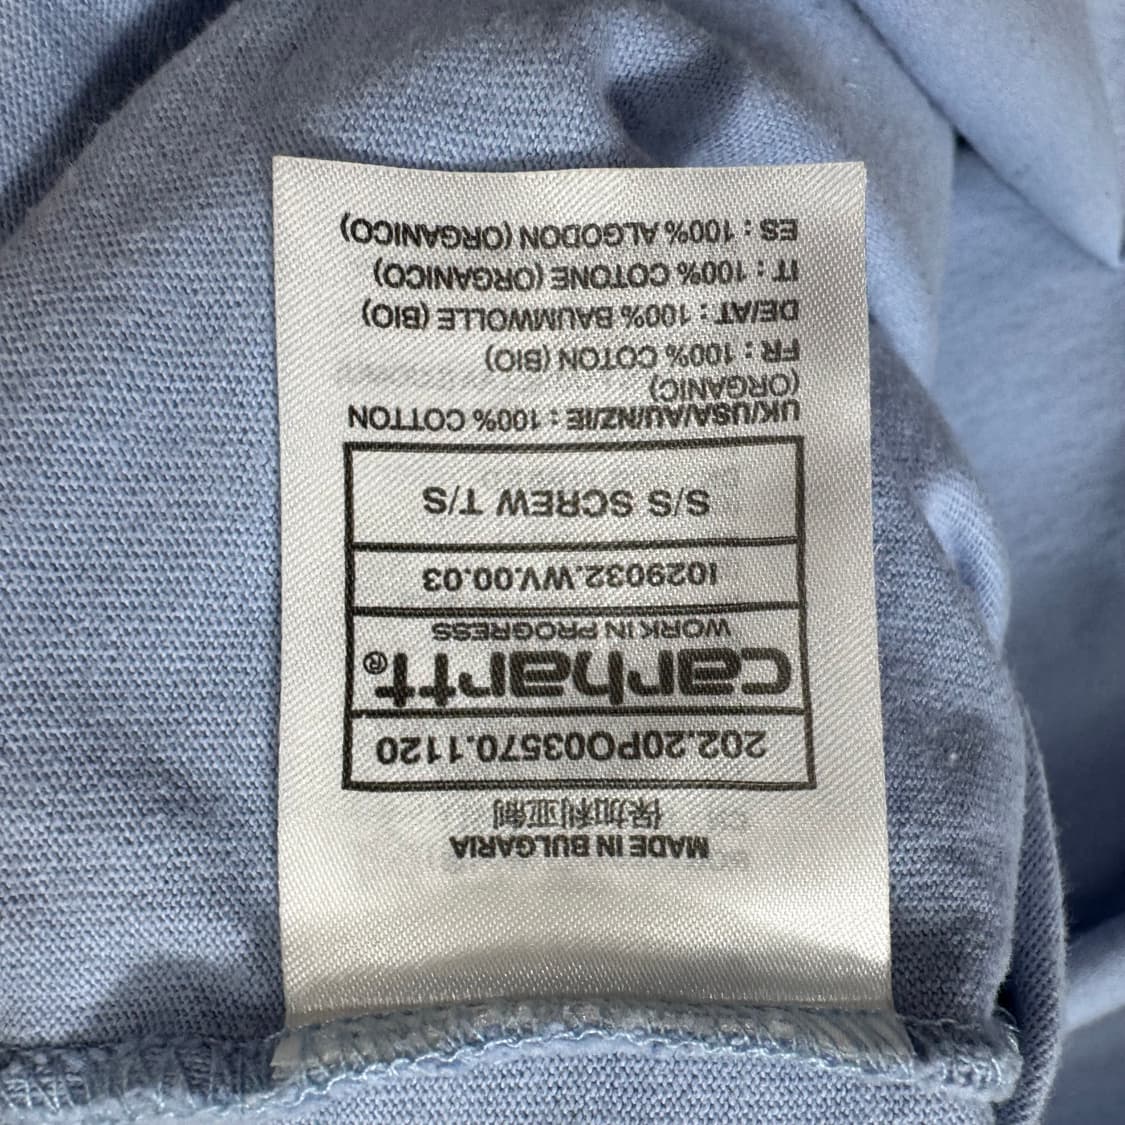 MADE IN BULGARIA
保加利亚制
202.20PO03570.1120
carhartt®
WORK IN PROGRESS
I029032.WV.00.03
S/S SCREW T/S
UK/USA/AU/NZ/IE : 100% COTTON
(ORGANIC)
FR : 100% COTON (BIO)
DE/AT : 100% BAUMWOLLE (BIO)
IT : 100% COTONE (ORGANICO)
ES : 100% ALGODON (ORGANICO)